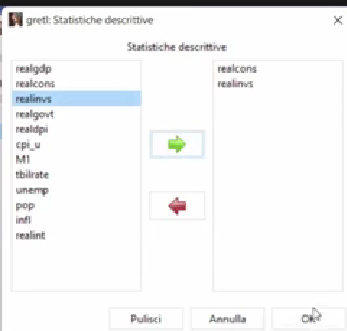 gretl: Statistiche descrittive
Statistiche descrittive
realgdp
realcons
realinvs
realgovt
realdpi
cpi_u
M1
tbilrate
unemp
pop
infl
realint
realcons
realinvs
Pulisci
Annulla
OK